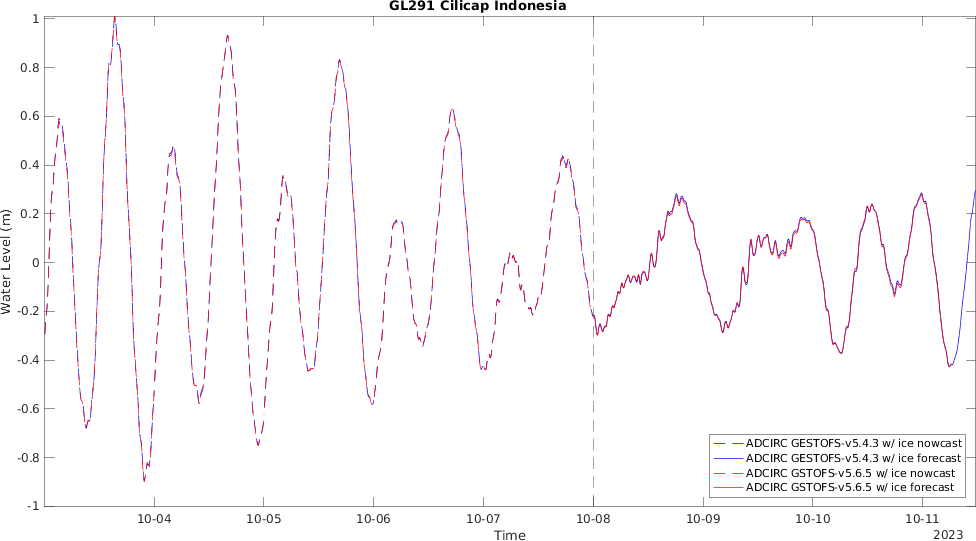 GL291 Cilicap Indonesia
1
0.8
0.6
0.4
0.2
0
-0.2
-0.4
-0.6
-0.8
-1
Water Level (m)
10-04
10-05
10-06
10-07
10-08
10-09
10-10
10-11
Time
2023
ADCIRC GESTOFS-v5.4.3 w/ ice nowcast
ADCIRC GESTOFS-v5.4.3 w/ ice forecast
ADCIRC GSTOFS-v5.6.5 w/ ice nowcast
ADCIRC GSTOFS-v5.6.5 w/ ice forecast